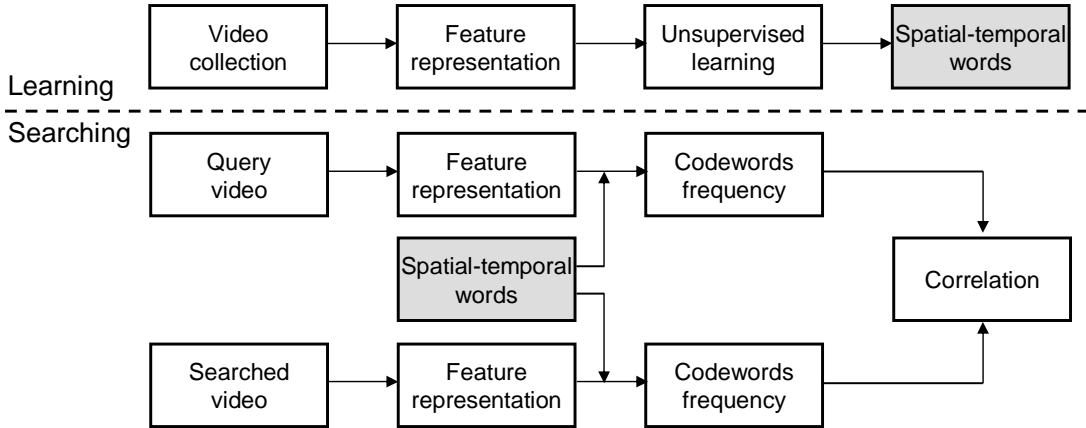 Video
collection
Feature
representation
Unsupervised
learning
Spatial-temporal
words
Learning
Searching
Query
video
Feature
representation
Codewords
frequency
Spatial-temporal
words
Correlation
Searched
video
Feature
representation
Codewords
frequency